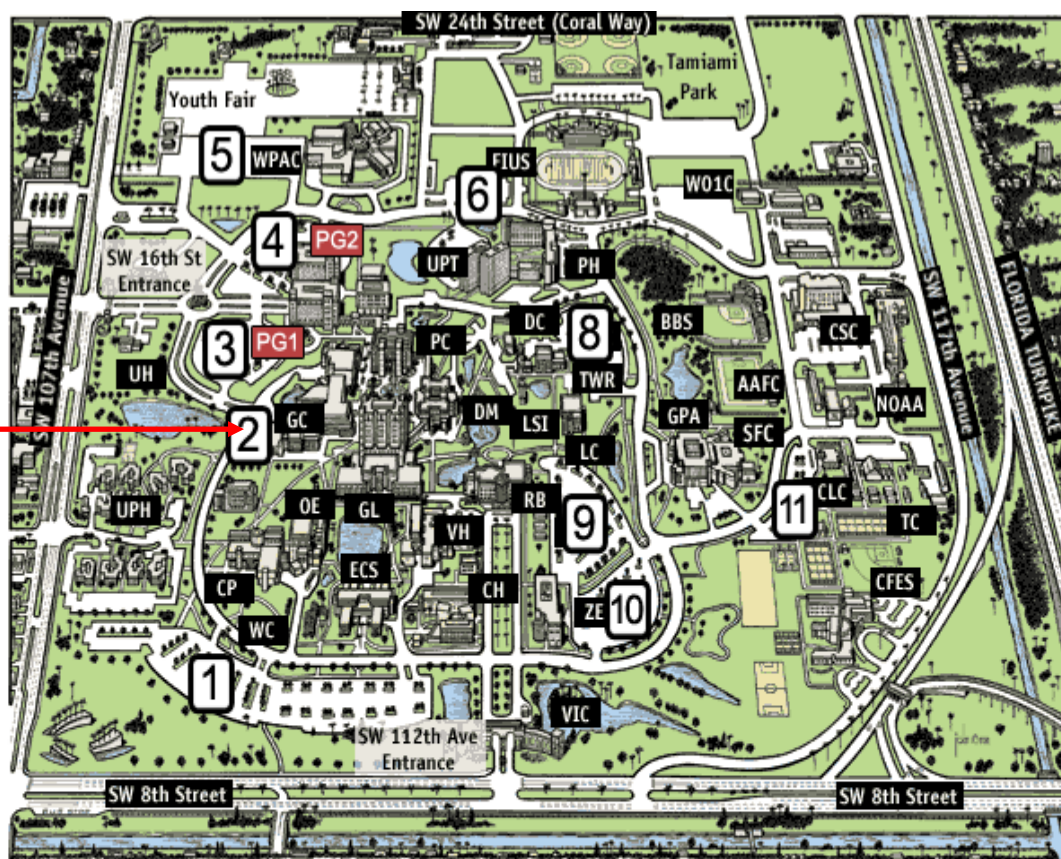 SW 24th Street (Coral Way)
Tamiami
Park
Youth Fair
5
WPAC
FIUS
6
W01C
4
PG2
SW 16th St
Entrance
UPT
PH
SW 107th Avenue
SW 117th Avenue
FLORIDA TURNPIKE
3
PG1
PC
DC
8
BBS
CSC
UH
TWR
AAFC
NOAA
2
GC
DM
LSI
GPA
SFC
LC
UPH
OE
GL
VH
RB
9
11
CLC
TC
CP
ECS
CH
CFES
WC
ZE
10
1
VIC
SW 112th Ave
Entrance
SW 8th Street
SW 8th Street